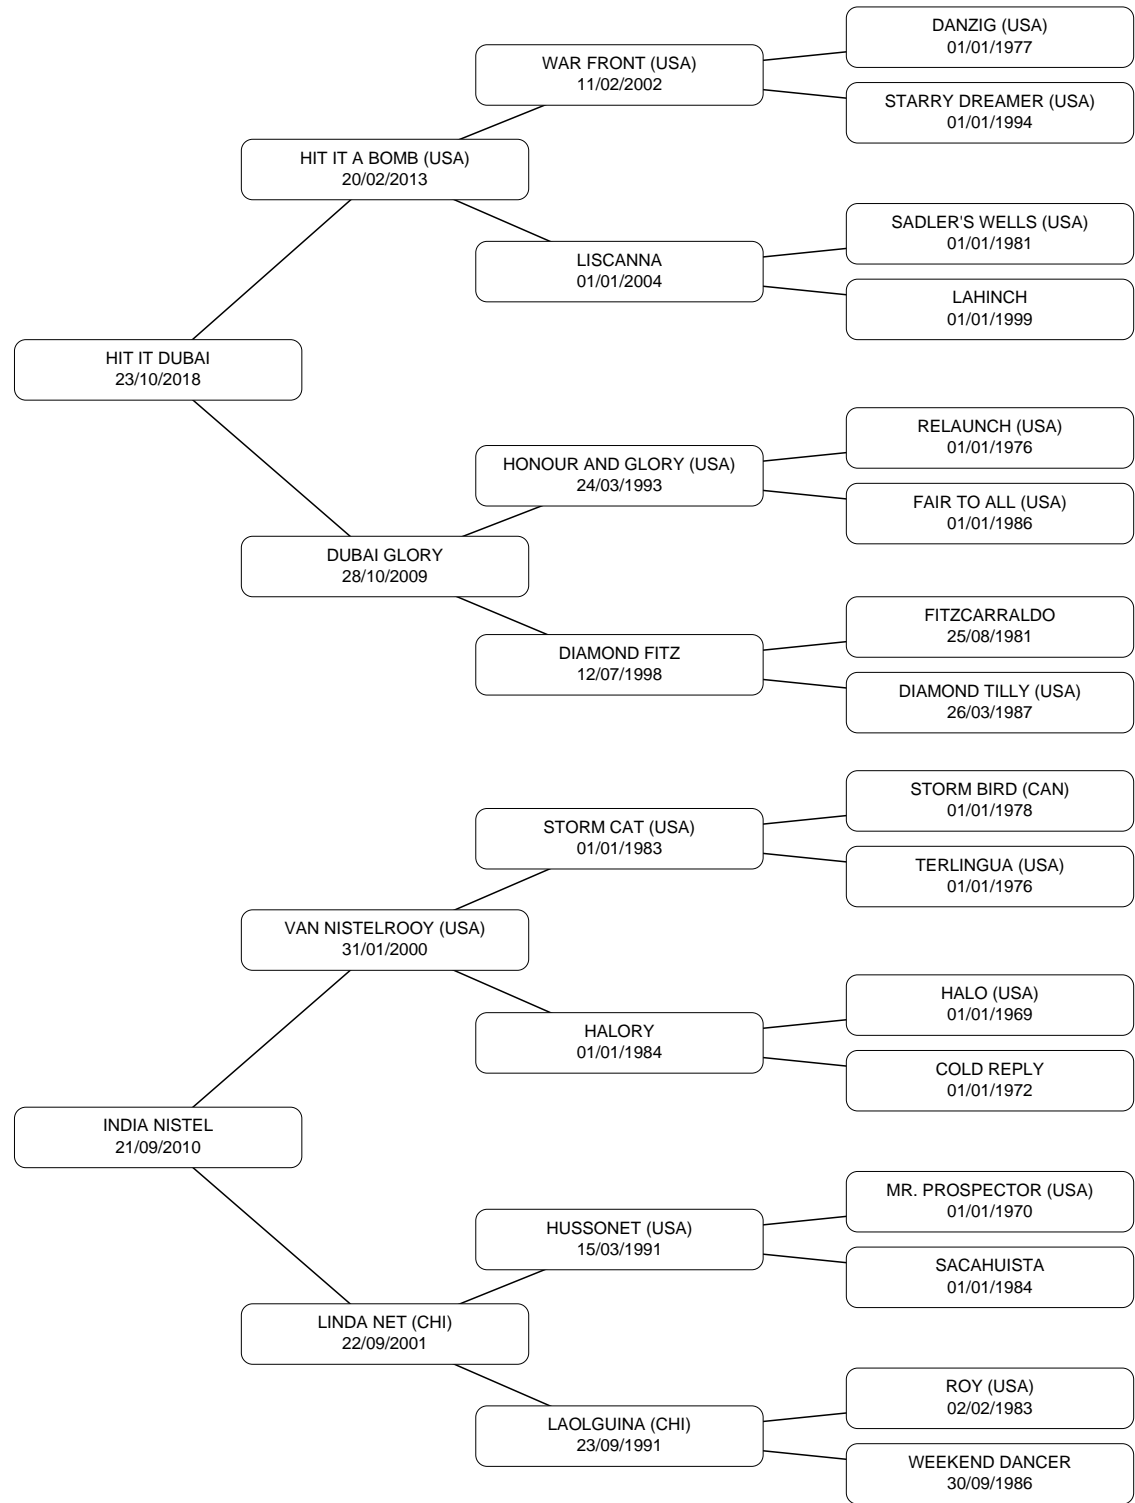 DANZIG (USA)
01/01/1977
WAR FRONT (USA)
11/02/2002
STARRY DREAMER (USA)
01/01/1994
HIT IT A BOMB (USA)
20/02/2013
SADLER'S WELLS (USA)
01/01/1981
LISCANNA
01/01/2004
LAHINCH
01/01/1999
HIT IT DUBAI
23/10/2018
RELAUNCH (USA)
01/01/1976
HONOUR AND GLORY (USA)
24/03/1993
FAIR TO ALL (USA)
01/01/1986
DUBAI GLORY
28/10/2009
FITZCARRALDO
25/08/1981
DIAMOND FITZ
12/07/1998
DIAMOND TILLY (USA)
26/03/1987
STORM BIRD (CAN)
01/01/1978
STORM CAT (USA)
01/01/1983
TERLINGUA (USA)
01/01/1976
VAN NISTELROOY (USA)
31/01/2000
HALO (USA)
01/01/1969
HALORY
01/01/1984
COLD REPLY
01/01/1972
INDIA NISTEL
21/09/2010
MR. PROSPECTOR (USA)
01/01/1970
HUSSONET (USA)
15/03/1991
SACAHUISTA
01/01/1984
LINDA NET (CHI)
22/09/2001
ROY (USA)
02/02/1983
LAOLGUINA (CHI)
23/09/1991
WEEKEND DANCER
30/09/1986